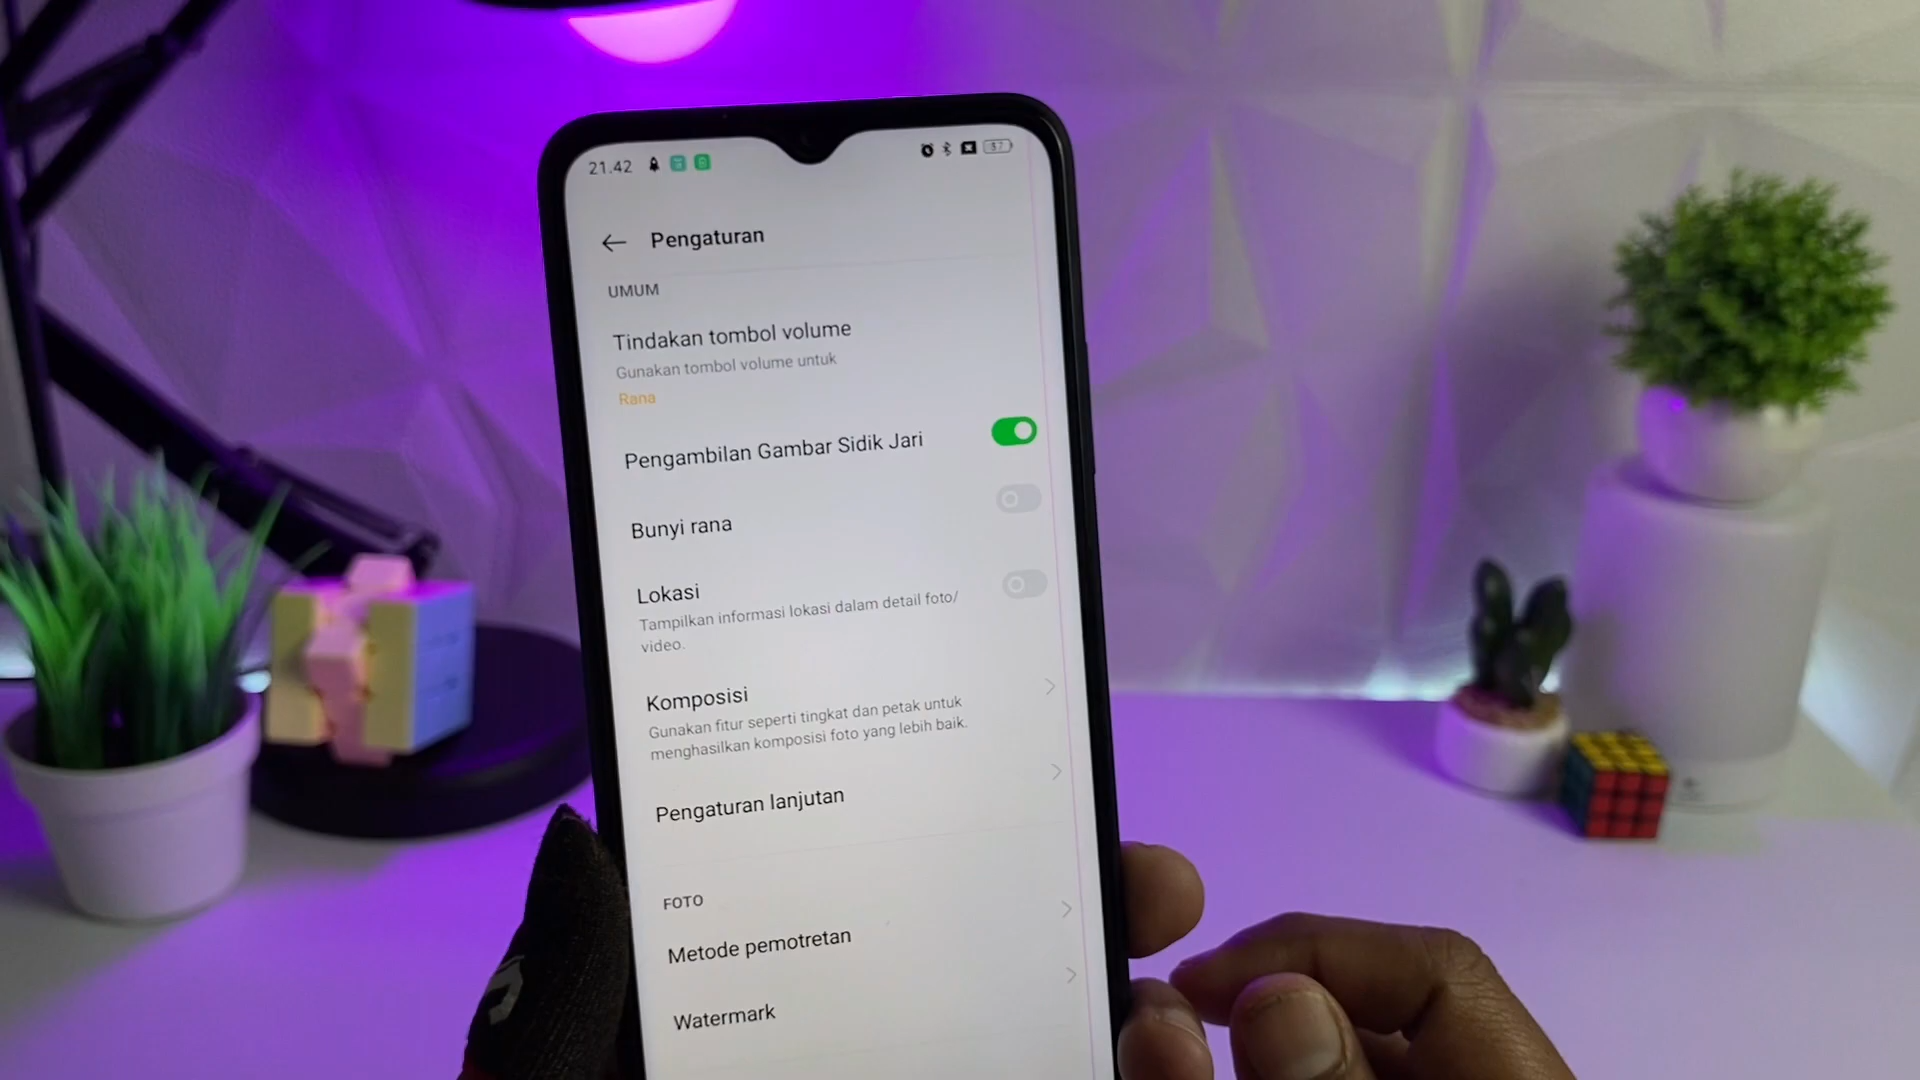 21.42
57
Pengaturan
UMUM
Tindakan tombol volume
Gunakan tombol volume untuk
Rana
Pengambilan Gambar Sidik Jari
Bunyi rana
Lokasi
Tampilkan informasi lokasi dalam detail foto/
video.
Komposisi
Gunakan fitur seperti tingkat dan petak untuk
menghasilkan komposisi foto yang lebih baik.
Pengaturan lanjutan
FOTO
Metode pemotretan
Watermark